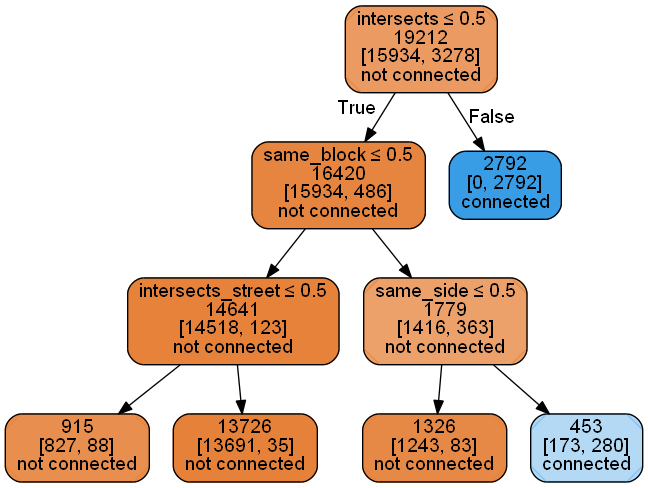 intersects ≤ 0.5
19212
[15934, 3278]
not connected
True
False
same_block ≤ 0.5
16420
[15934, 486]
not connected
2792
[0, 2792]
connected
intersects_street ≤ 0.5
14641
[14518, 123]
not connected
same_side ≤ 0.5
1779
[1416, 363]
not connected
915
[827, 88]
not connected
13726
[13691, 35]
not connected
1326
[1243, 83]
not connected
453
[173, 280]
connected